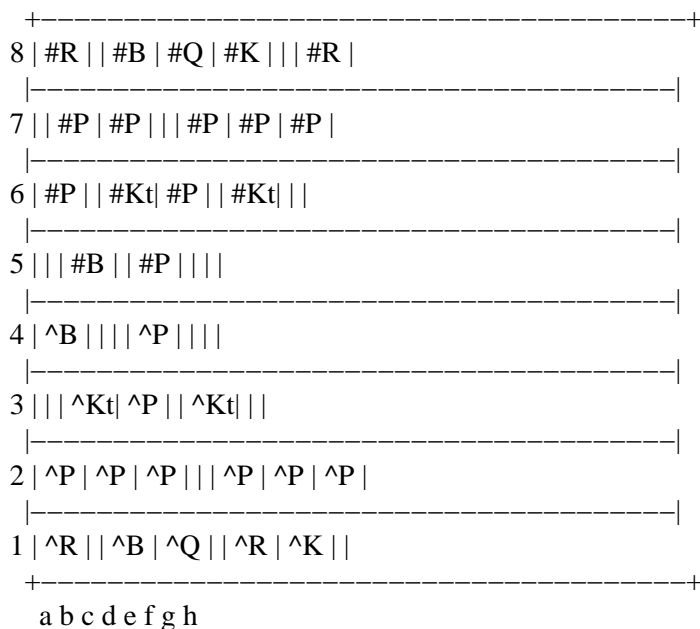 +−−−−−−−−−−−−−−−−−−−−−−−−−−−−−−−−−−−−−−−+
8 | #R | | #B | #Q | #K | | | #R |
|−−−−−−−−−−−−−−−−−−−−−−−−−−−−−−−−−−−−−−−|
7 | | #P | #P | | | #P | #P | #P |
|−−−−−−−−−−−−−−−−−−−−−−−−−−−−−−−−−−−−−−−|
6 | #P | | #Kt| #P | | #Kt| | |
|−−−−−−−−−−−−−−−−−−−−−−−−−−−−−−−−−−−−−−−|
5 | | | #B | | #P | | | |
|−−−−−−−−−−−−−−−−−−−−−−−−−−−−−−−−−−−−−−−|
4 | ^B | | | | ^P | | | |
|−−−−−−−−−−−−−−−−−−−−−−−−−−−−−−−−−−−−−−−|
3 | | | ^Kt| ^P | | ^Kt| | |
|−−−−−−−−−−−−−−−−−−−−−−−−−−−−−−−−−−−−−−−|
2 | ^P | ^P | ^P | | | ^P | ^P | ^P |
|−−−−−−−−−−−−−−−−−−−−−−−−−−−−−−−−−−−−−−−|
1 | ^R | | ^B | ^Q | | ^R | ^K | |
+−−−−−−−−−−−−−−−−−−−−−−−−−−−−−−−−−−−−−−−+
a b c d e f g h